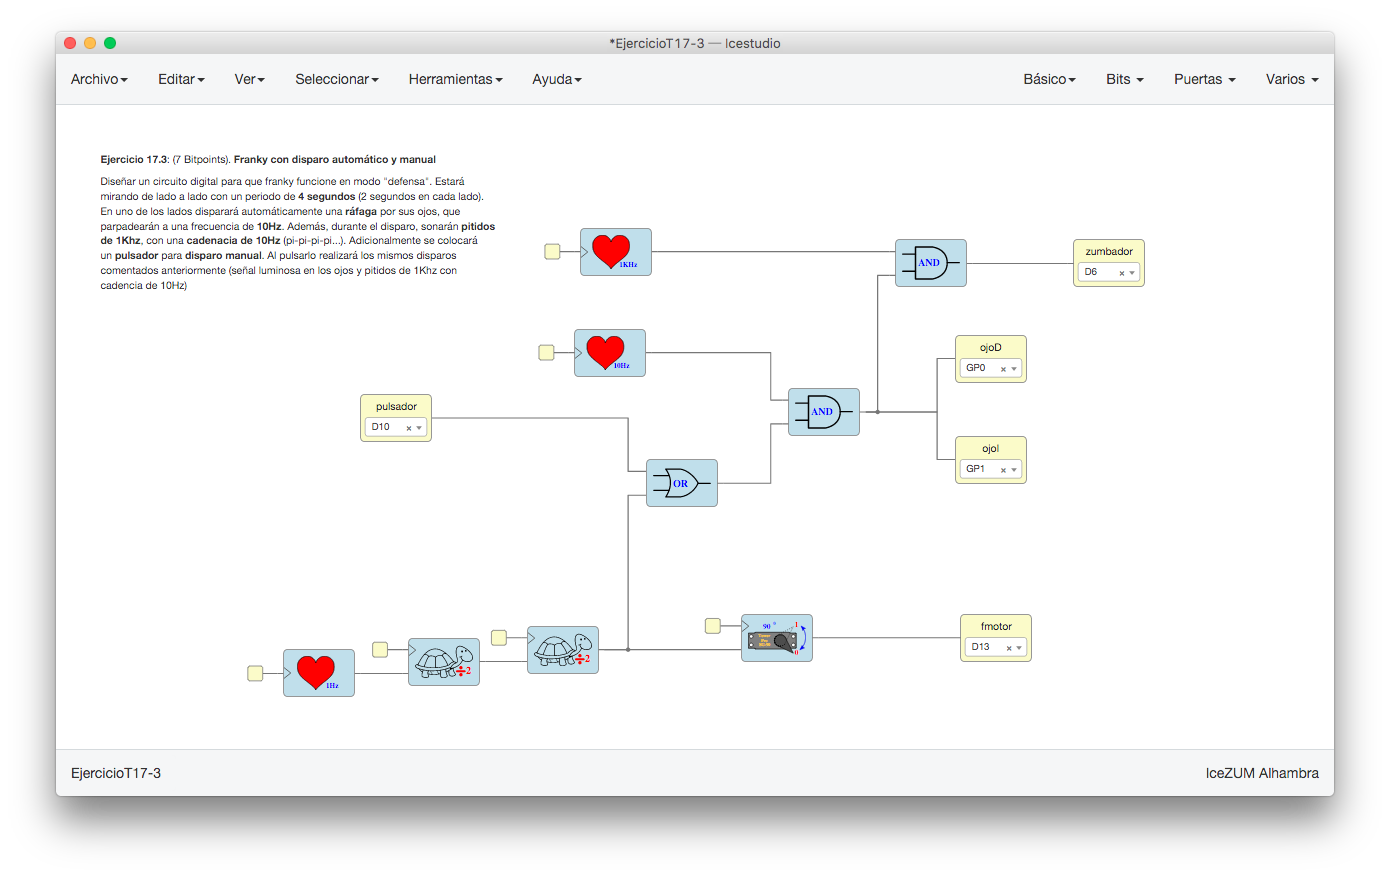 *EjercicioT17-3 — Icestudio
Archivo Editar Ver Seleccionar Herramientas Ayuda Básico Bits Puertas Varios
Ejercicio 17.3: (7 Bitpoints). Franky con disparo automático y manual
Diseñar un circuito digital para que franky funcione en modo "defensa". Estará
mirando de lado a lado con un periodo de 4 segundos (2 segundos en cada lado).
En uno de los lados disparará automáticamente una ráfaga por sus ojos, que
parpadearán a una frecuencia de 10Hz. Además, durante el disparo, sonarán pitidos
de 1Khz, con una cadenacia de 10Hz (pi-pi-pi-pi...). Adicionalmente se colocará
un pulsador para disparo manual. Al pulsarlo realizará los mismos disparos
comentados anteriormente (señal luminosa en los ojos y pitidos de 1Khz con
cadencia de 10Hz)
1KHz
AND
zumbador
D6
10Hz
ojoD
GP0
pulsador
D10
AND
ojoI
GP1
OR
1Hz
÷2
÷2
90 °
1
0
fmotor
D13
EjercicioT17-3
IceZUM Alhambra